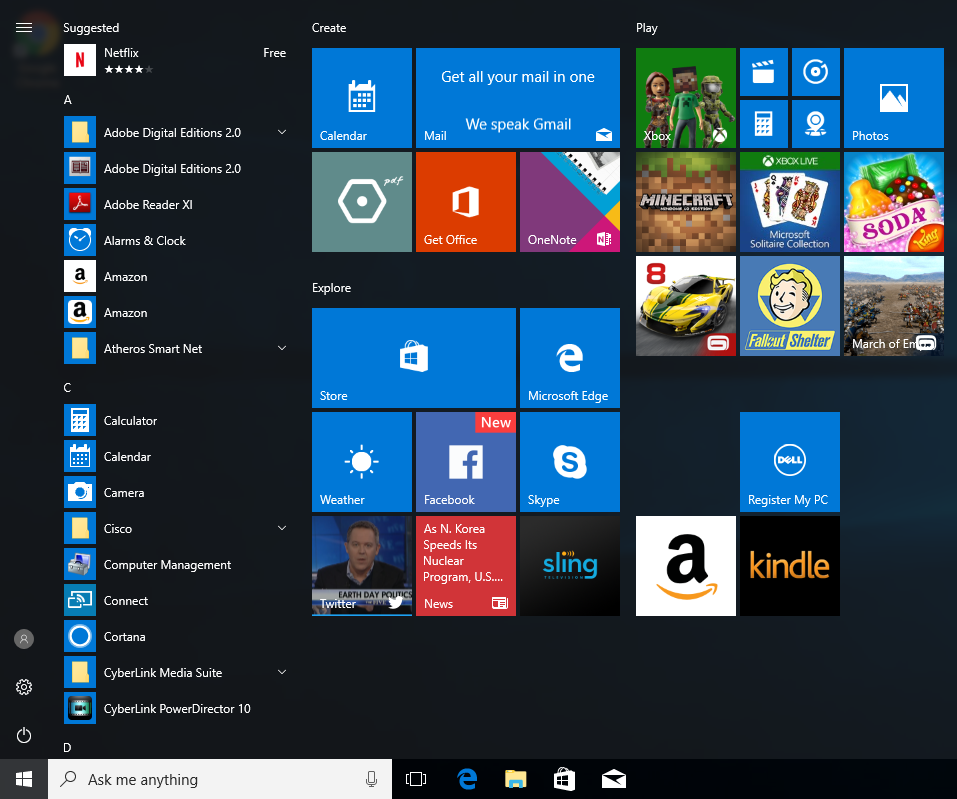 Suggested
Netflix
Free
A
Adobe Digital Editions 2.0
Adobe Digital Editions 2.0
Adobe Reader XI
Alarms & Clock
a
Amazon
a
Amazon
Atheros Smart Net
C
Calculator
Calendar
Camera
Cisco
Computer Management
Connect
Cortana
CyberLink Media Suite
CyberLink PowerDirector 10
D
Ask me anything
Create
Calendar
Get all your mail in one
We speak Gmail
Mail
pdf
Get Office
OneNote
Explore
Store
Microsoft Edge
Weather
New
Facebook
Skype
EARTH DAY POLITICS
Twitter
As N. Korea
Speeds Its
Nuclear
Program, U.S....
News
sling
TELEVISION
Play
Xbox
Photos
MINECRAFT
WINDOWS 10 EDITION
XBOX LIVE
Microsoft
Solitaire Collection
SODA
King
8
Fallout Shelter
March of Em
DELL
Register My PC
a
kindle